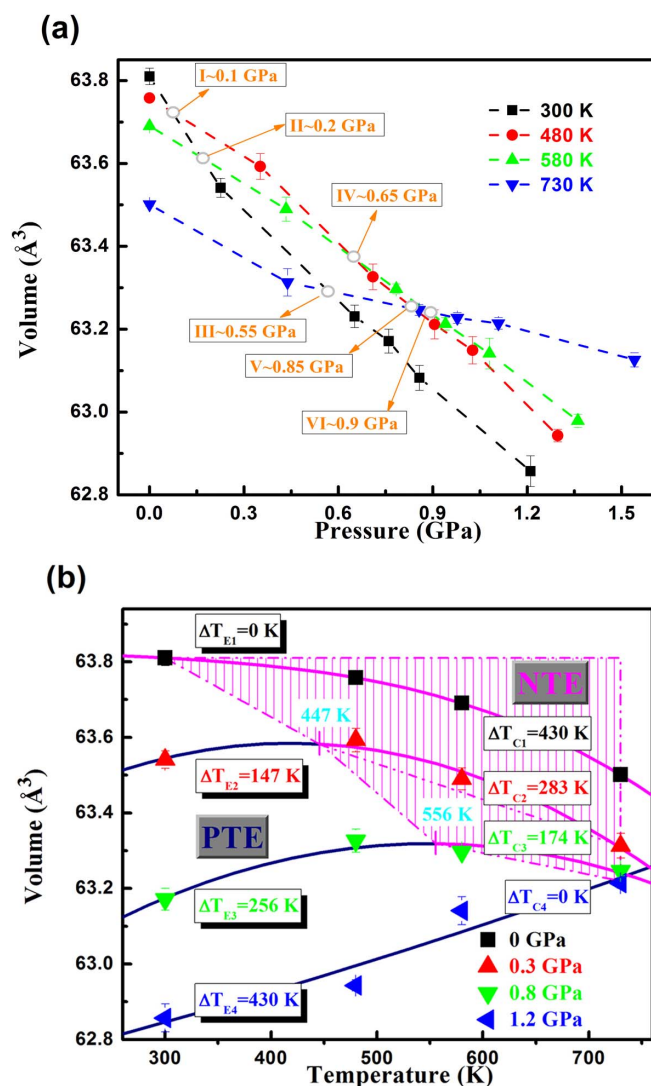 (a)
63.8
63.6
63.4
63.2
63.0
62.8
Volume (Å³)
I~0.1 GPa
II~0.2 GPa
IV~0.65 GPa
III~0.55 GPa
V~0.85 GPa
VI~0.9 GPa
300 K
480 K
580 K
730 K
0.0 0.3 0.6 0.9 1.2 1.5
Pressure (GPa)
(b)
63.8
63.6
63.4
63.2
63.0
62.8
Volume (Å³)
ΔT_E1=0 K
NTE
447 K
ΔT_C1=430 K
ΔT_E2=147 K
ΔT_C2=283 K
556 K
ΔT_C3=174 K
PTE
ΔT_E3=256 K
ΔT_C4=0 K
ΔT_E4=430 K
0 GPa
0.3 GPa
0.8 GPa
1.2 GPa
300 400 500 600 700
Temperature (K)